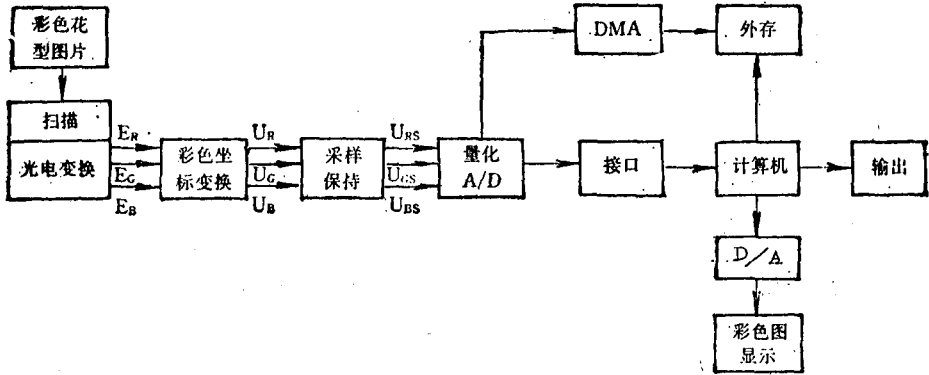 彩色花
型图片
DMA
外存
扫描
光电变换
E_R
E_G
E_B
彩色坐
标变换
U_R
U_G
U_B
采样
保持
U_RS
U_GS
U_BS
量化
A/D
接口
计算机
输出
D/A
彩色图
显示